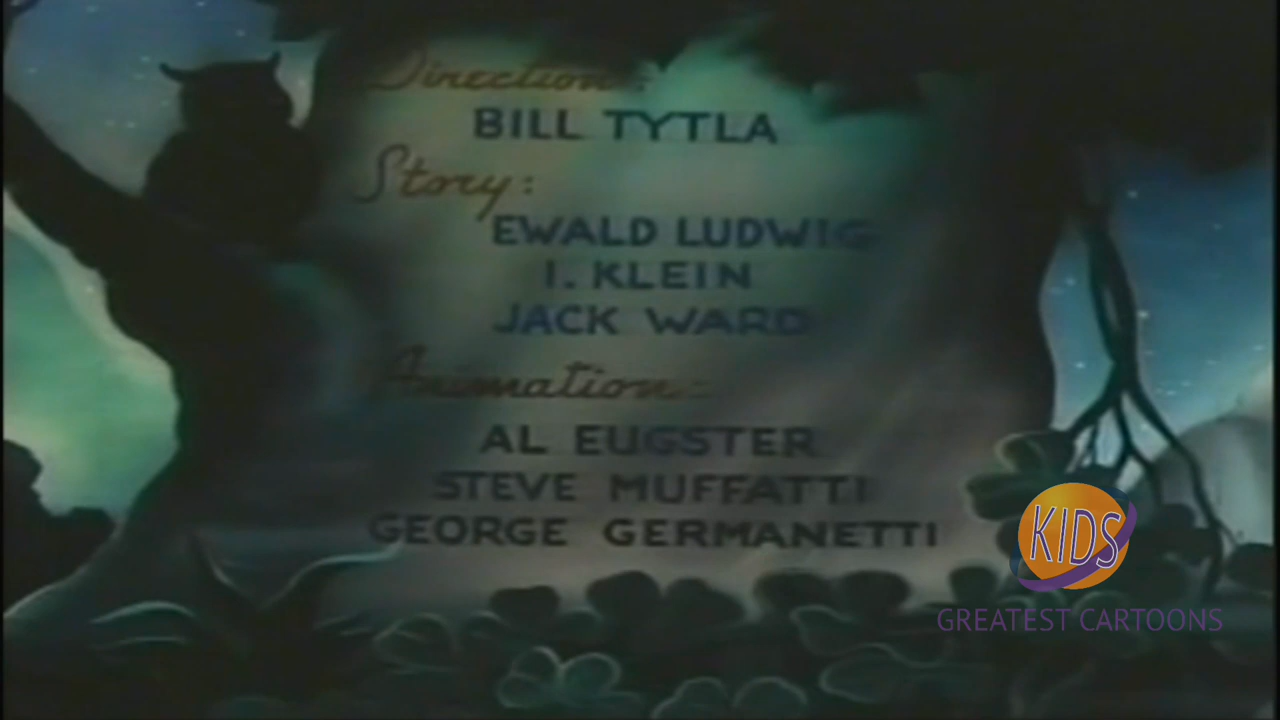 Direction:
BILL TYTLA
Story:
EWALD LUDWIG
I. KLEIN
JACK WARD
Animation:
AL EUGSTER
STEVE MUFFATTI
GEORGE GERMANETTI
KIDS
GREATEST CARTOONS